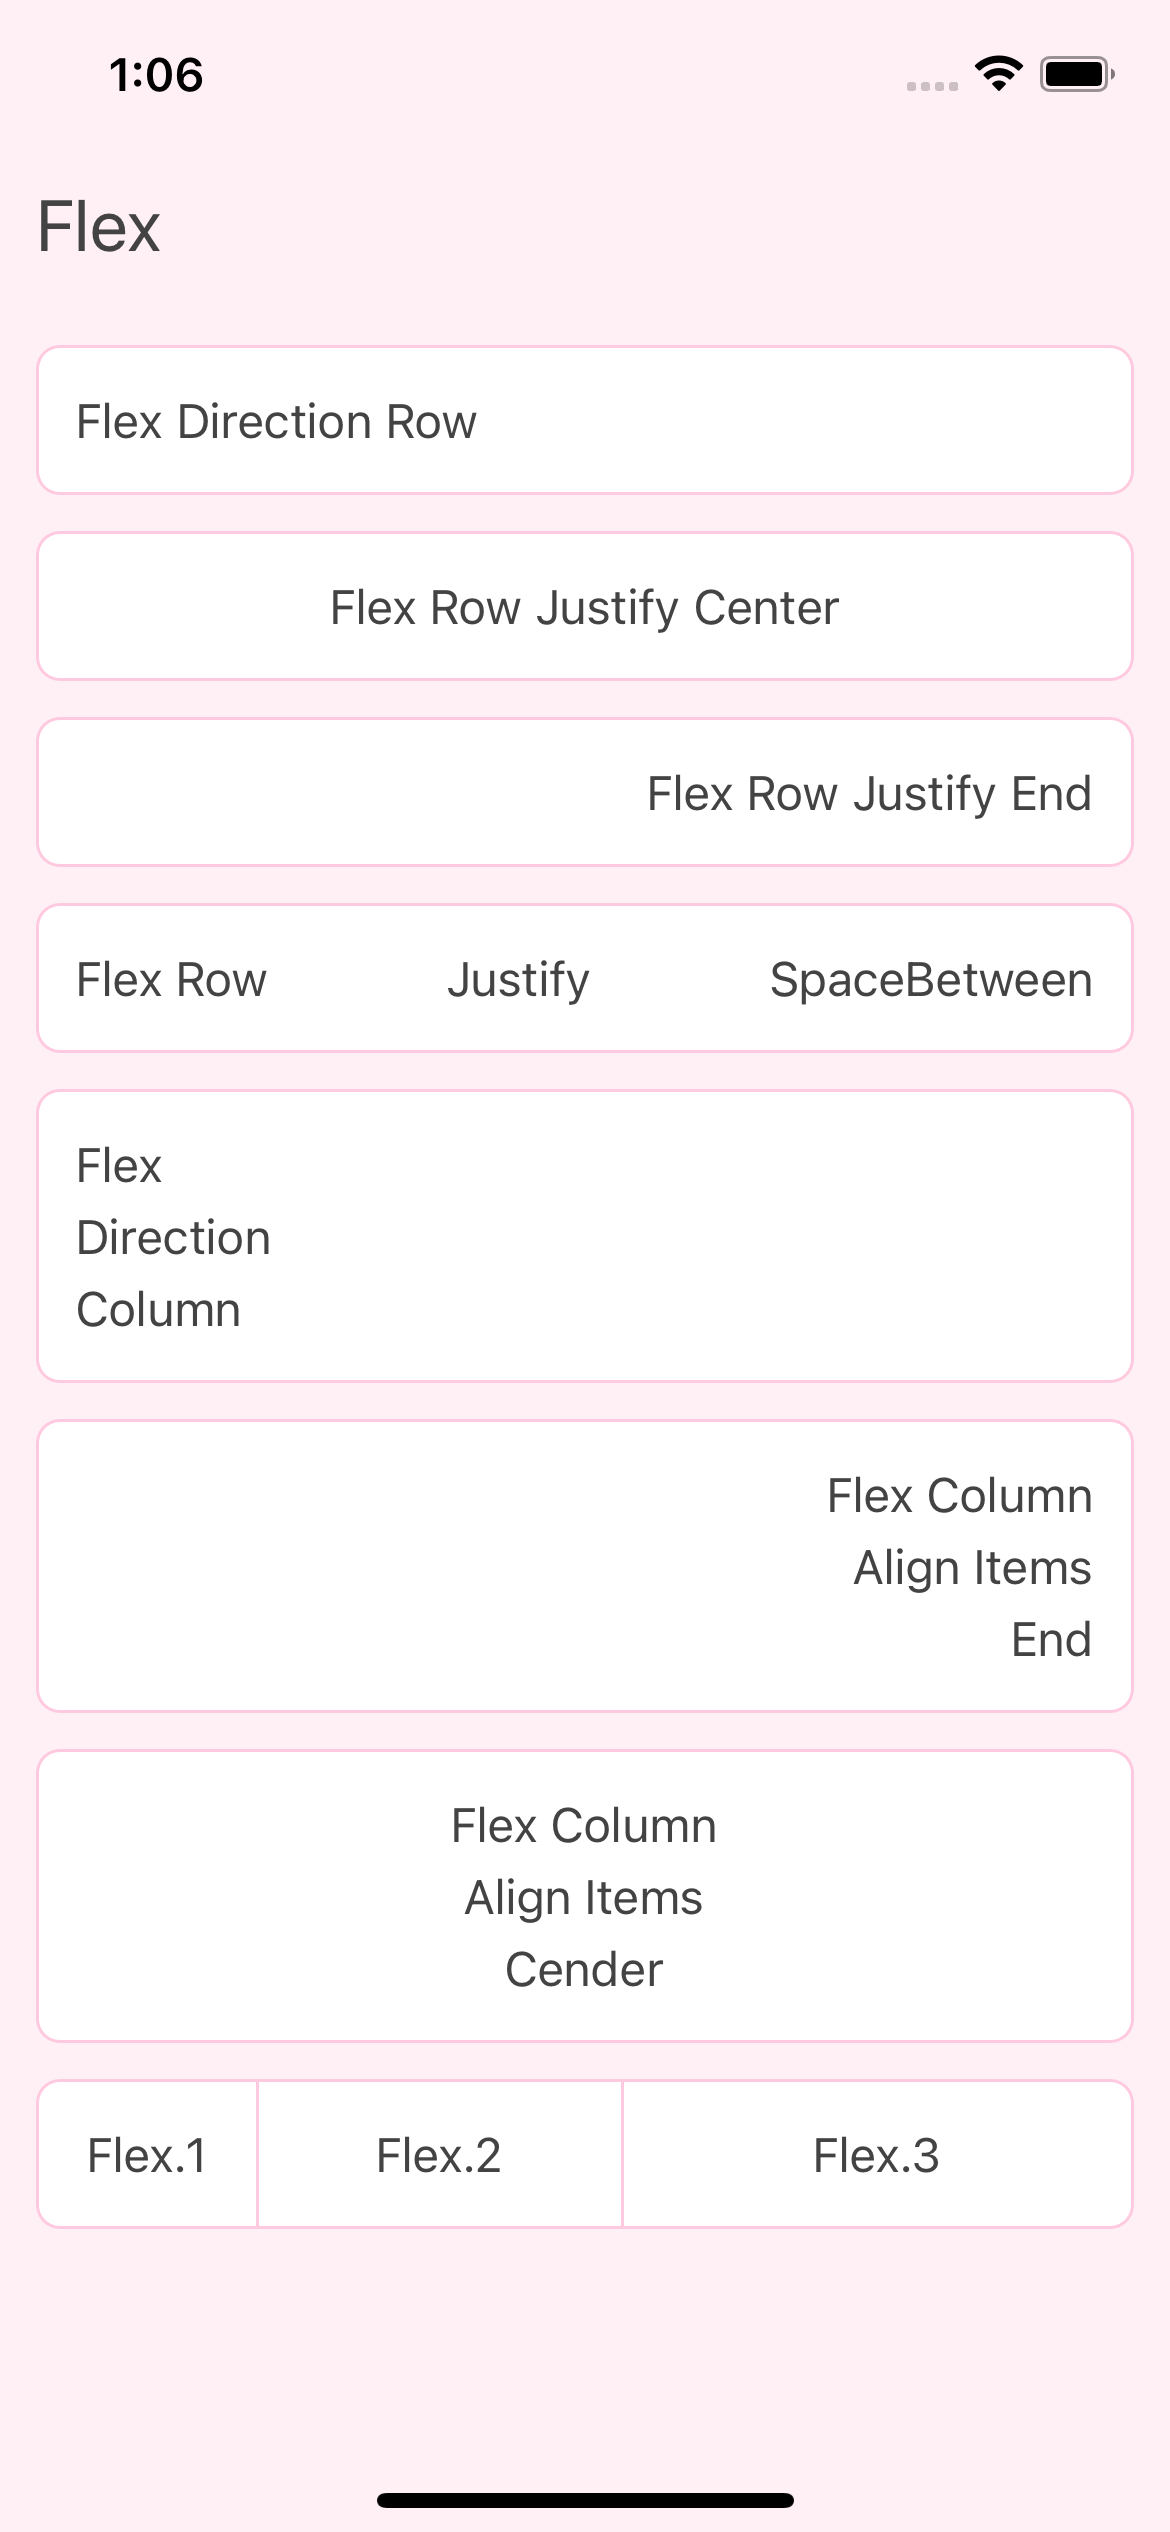 1:06
Flex
Flex Direction Row
Flex Row Justify Center
Flex Row Justify End
Flex Row Justify SpaceBetween
Flex
Direction
Column
Flex Column
Align Items
End
Flex Column
Align Items
Cender
Flex.1 Flex.2 Flex.3